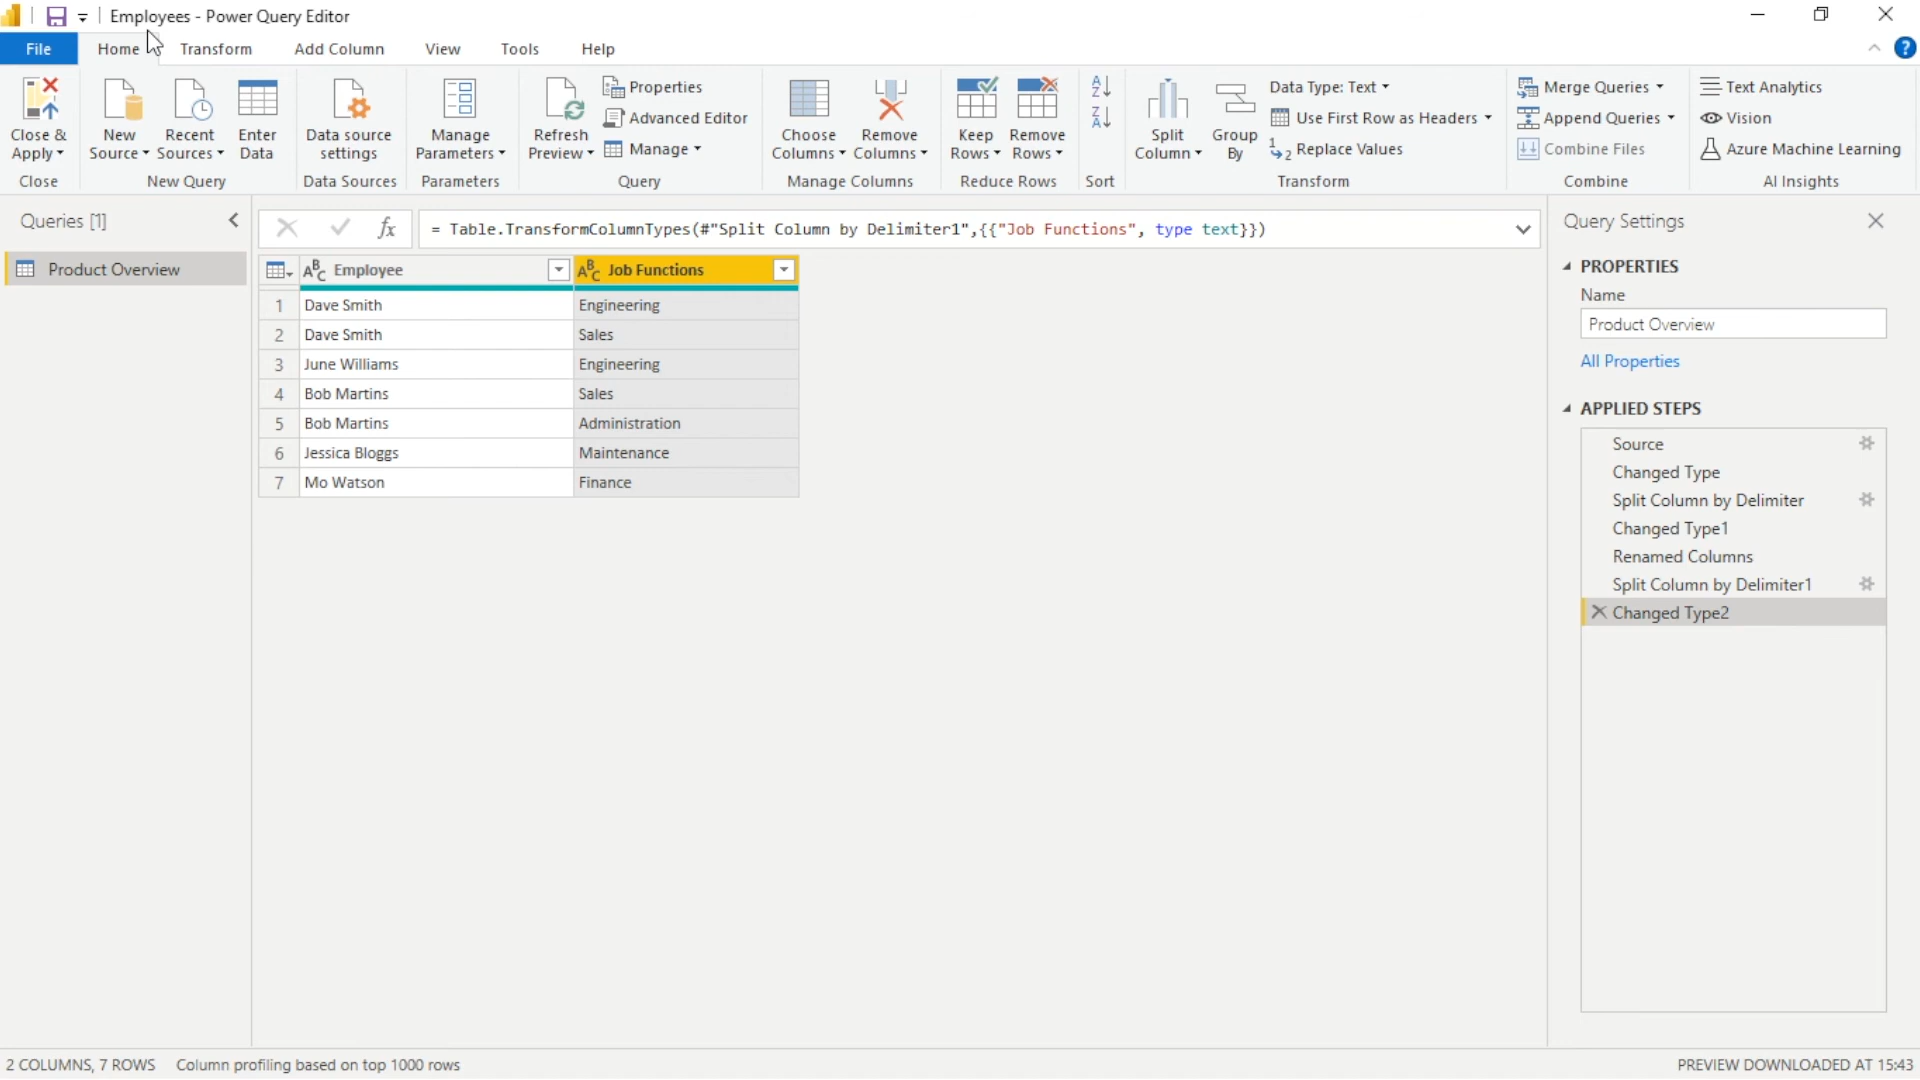 Employees - Power Query Editor
File Home Transform Add Column View Tools Help
Close & Apply
New Source
Recent Sources
Enter Data
Data source settings
Manage Parameters
Refresh Preview
Properties
Advanced Editor
Manage
Choose Columns
Remove Columns
Keep Rows
Remove Rows
Split Column
Group By
Data Type: Text
Use First Row as Headers
Replace Values
Merge Queries
Append Queries
Combine Files
Text Analytics
Vision
Azure Machine Learning
Close New Query Data Sources Parameters Query Manage Columns Reduce Rows Sort Transform Combine AI Insights
Queries [1]
Product Overview
fx = Table.TransformColumnTypes(#"Split Column by Delimiter1",{{"Job Functions", type text}})
Employee Job Functions
1 Dave Smith Engineering
2 Dave Smith Sales
3 June Williams Engineering
4 Bob Martins Sales
5 Bob Martins Administration
6 Jessica Bloggs Maintenance
7 Mo Watson Finance
Query Settings
PROPERTIES
Name
Product Overview
All Properties
APPLIED STEPS
Source
Changed Type
Split Column by Delimiter
Changed Type1
Renamed Columns
Split Column by Delimiter1
Changed Type2
2 COLUMNS, 7 ROWS Column profiling based on top 1000 rows
PREVIEW DOWNLOADED AT 15:43